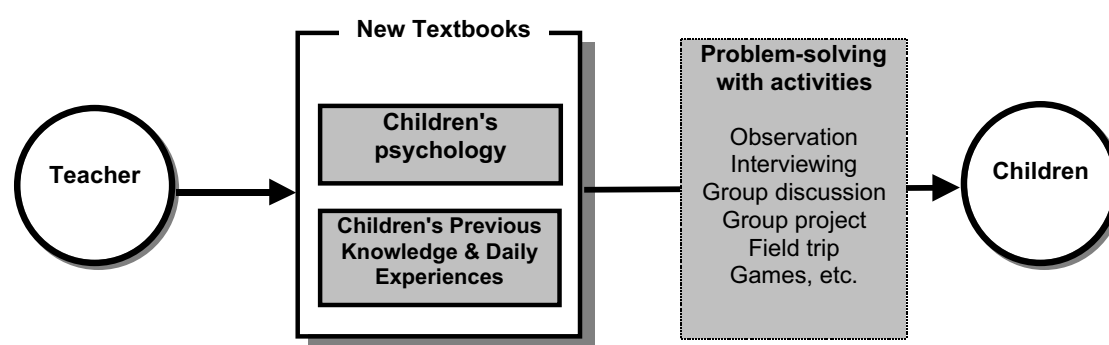 New Textbooks
Teacher
Children's
psychology
Children's Previous
Knowledge & Daily
Experiences
Problem-solving
with activities
Observation
Interviewing
Group discussion
Group project
Field trip
Games, etc.
Children